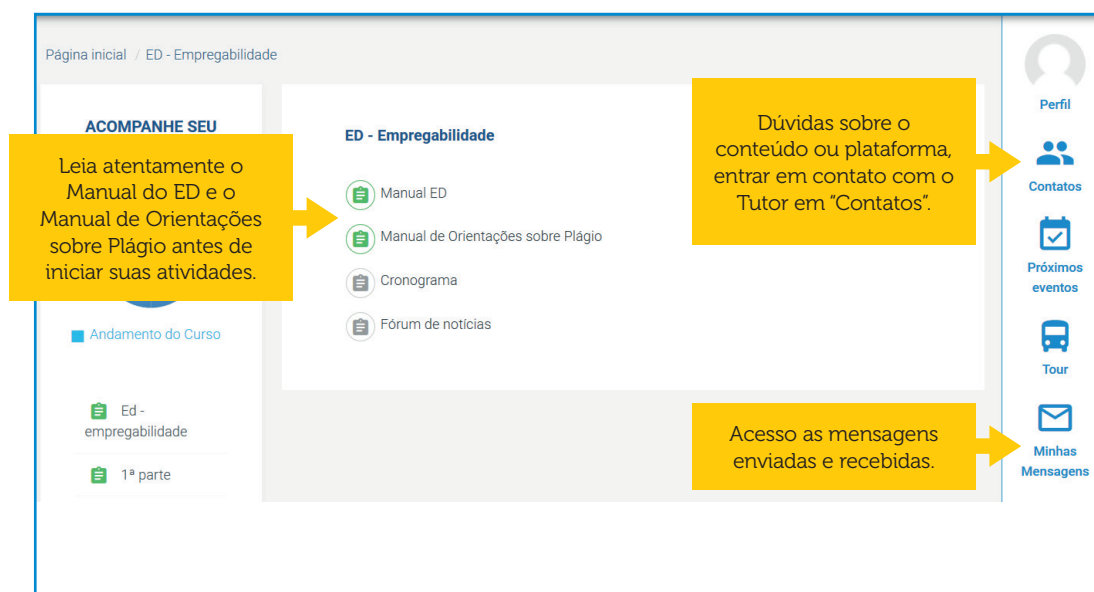 Página inicial / ED - Empregabilidade
ACOMPANHE SEU
Leia atentamente o
Manual do ED e o
Manual de Orientações
sobre Plágio antes de
iniciar suas atividades.
Andamento do Curso
Ed -
empregabilidade
1ª parte
ED - Empregabilidade
Manual ED
Manual de Orientações sobre Plágio
Cronograma
Fórum de notícias
Dúvidas sobre o
conteúdo ou plataforma,
entrar em contato com o
Tutor em “Contatos”.
Acesso as mensagens
enviadas e recebidas.
Perfil
Contatos
Próximos
eventos
Tour
Minhas
Mensagens